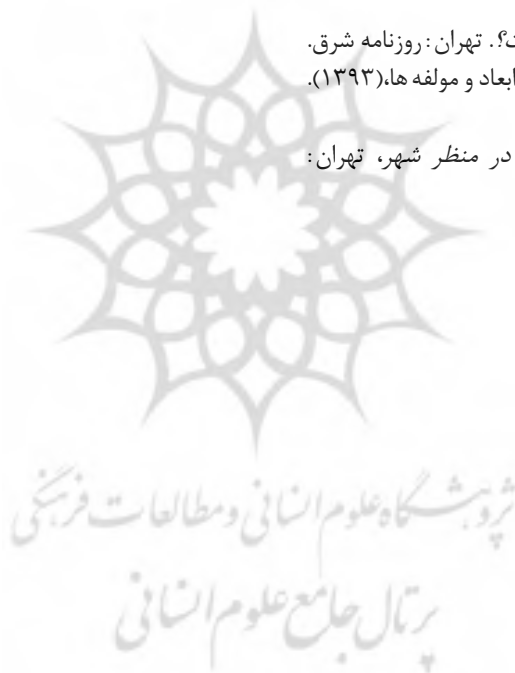 ت؟. تهران: روزنامه شرق.
ابعاد و مولفه ها،(۱۳۹۳).
در منظر شهر، تهران:
پژوهشگاه علوم انسانی و مطالعات فرهنگی
پرتال جامع علوم انسانی